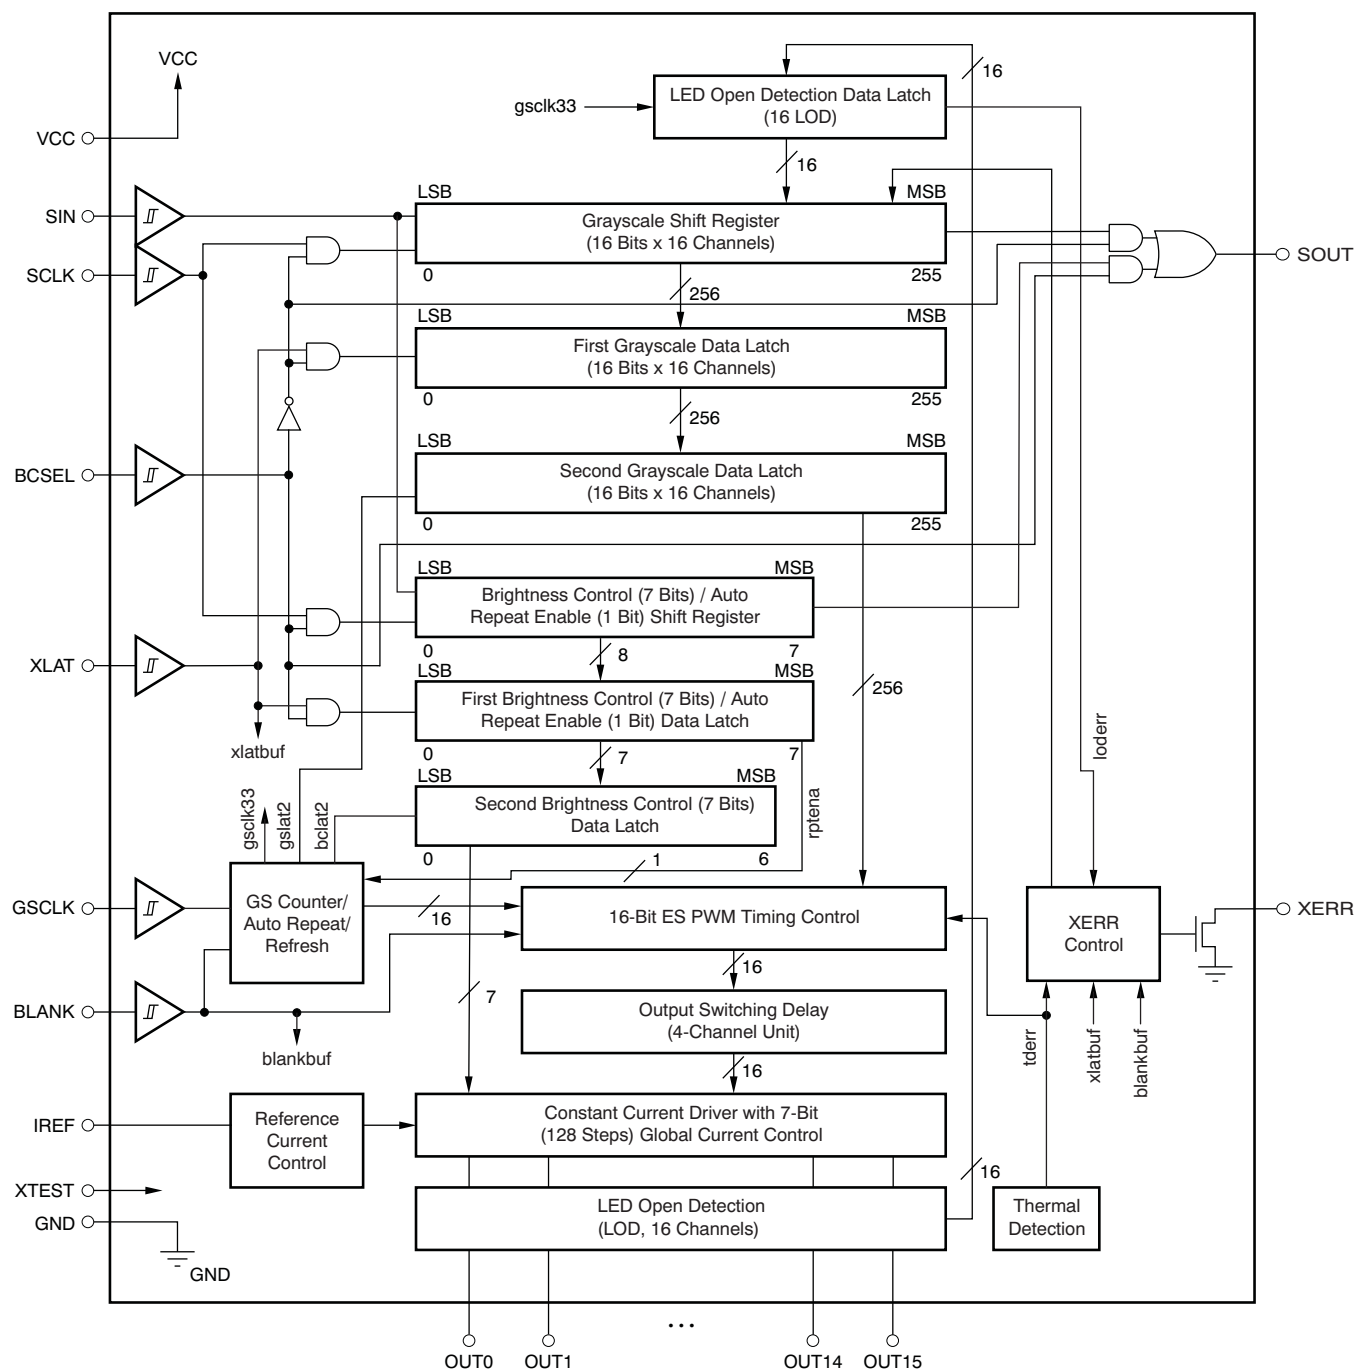 VCC
16
LED Open Detection Data Latch
(16 LOD)
gsclk33
VCC
16
LSB
MSB
SIN
Grayscale Shift Register
(16 Bits x 16 Channels)
SCLK
SOUT
0
255
256
LSB
MSB
First Grayscale Data Latch
(16 Bits x 16 Channels)
0
255
256
LSB
MSB
BCSEL
Second Grayscale Data Latch
(16 Bits x 16 Channels)
0
255
LSB
MSB
Brightness Control (7 Bits) / Auto
Repeat Enable (1 Bit) Shift Register
0
7
8
XLAT
LSB
MSB
256
First Brightness Control (7 Bits) / Auto
Repeat Enable (1 Bit) Data Latch
xlatbuf
0
7
7
loderr
LSB
MSB
gsclk33
gslat2
bclat2
Second Brightness Control (7 Bits)
Data Latch
rptena
0
1
6
GSCLK
GS Counter/
Auto Repeat/
Refresh
16
16-Bit ES PWM Timing Control
XERR
Control
XERR
16
7
BLANK
Output Switching Delay
(4-Channel Unit)
blankbuf
tderr
xlatbuf
blankbuf
16
IREF
Reference
Current
Control
Constant Current Driver with 7-Bit
(128 Steps) Global Current Control
16
XTEST
GND
LED Open Detection
(LOD, 16 Channels)
Thermal
Detection
GND
...
OUT0
OUT1
OUT14
OUT15